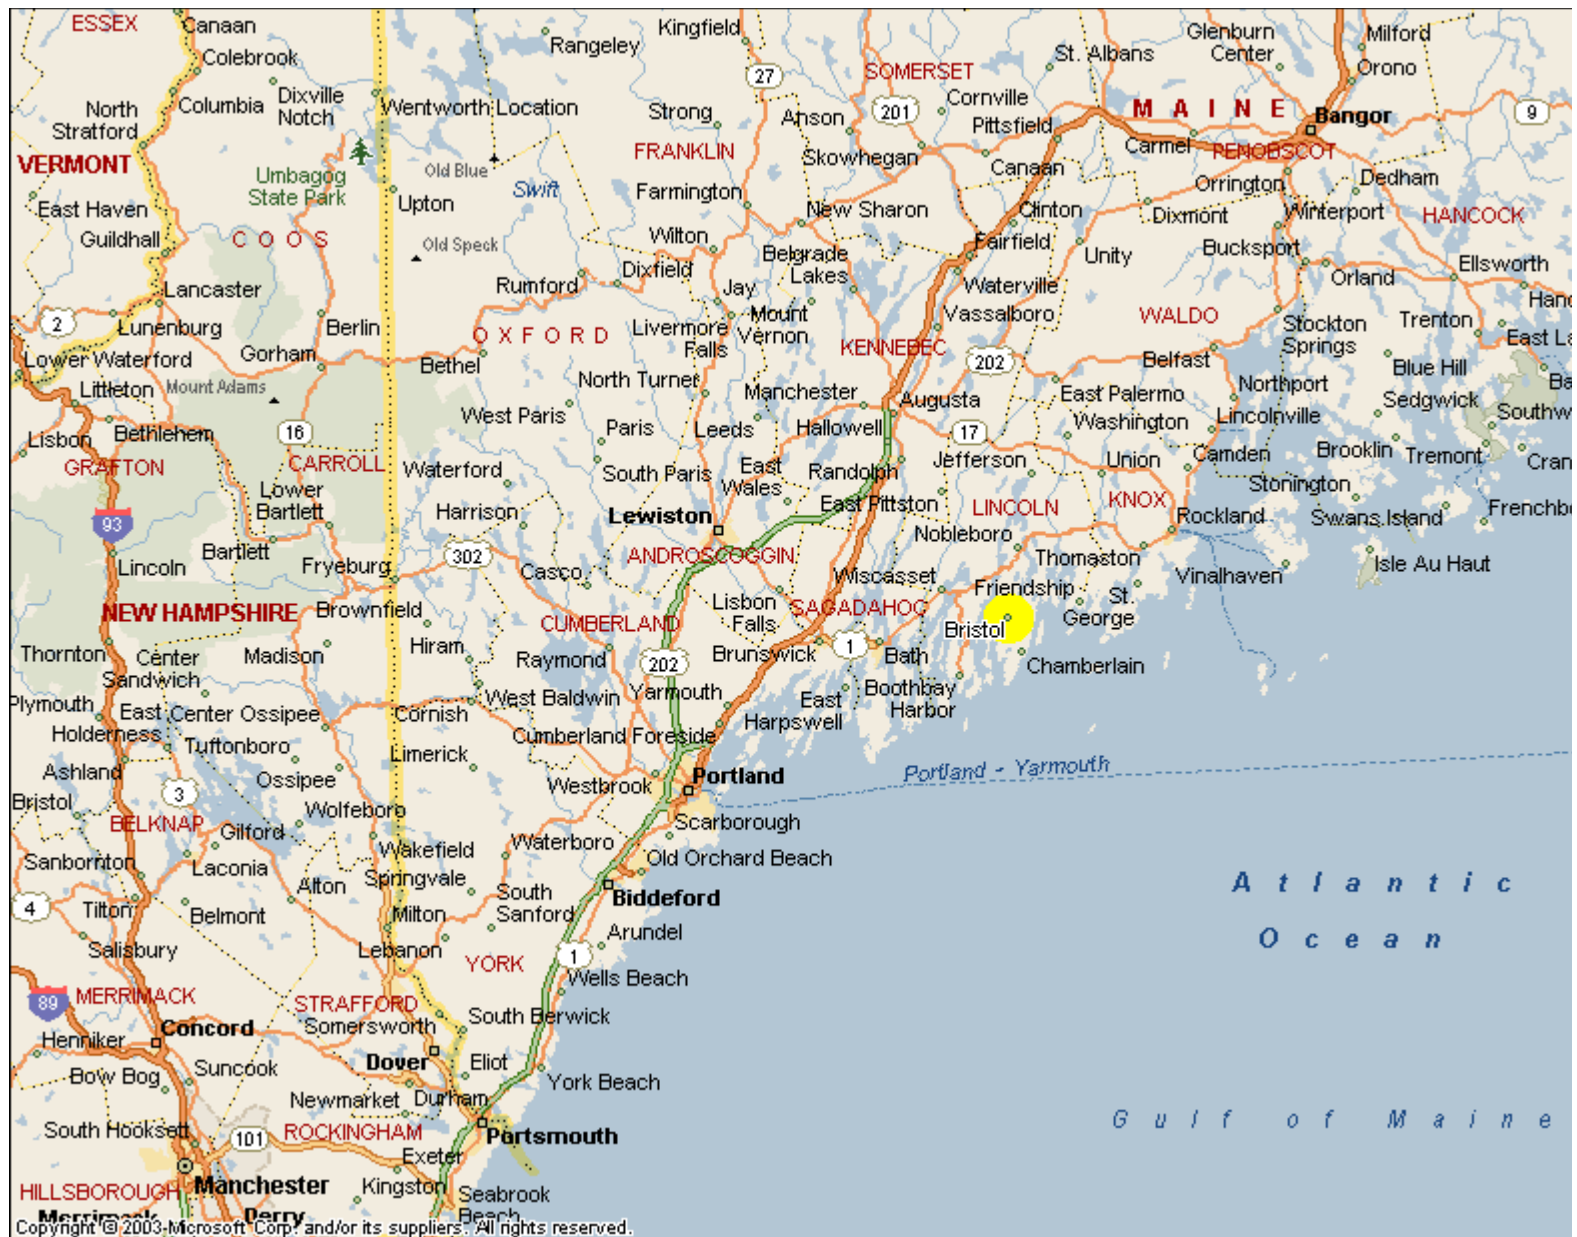 ESSEX
Canaan
Colebrook
Rangeley
Kingfield
27
SOMERSET
St. Albans
Glenburn
Center
Milford
Orono
North
Stratford
Columbia
Dixville
Notch
Wentworth Location
Strong
Anson
201
Cornville
Pittsfield
MAINE
Bangor
9
VERMONT
Umbagog
State Park
Old Blue
Swift
FRANKLIN
Skowhegan
Canaan
Carmel
PENOBSCOT
East Haven
Upton
Farmington
New Sharon
Clinton
Orrington
Dedham
Dixmont
Winterport
HANCOCK
Guildhall
COOS
Old Speck
Wilton
Belgrade
Lakes
Fairfield
Unity
Bucksport
Lancaster
Rumford
Dixfield
Jay
Waterville
Orland
Ellsworth
2
Lunenburg
Berlin
OXFORD
Livermore
Falls
Mount
Vernon
Vassalboro
WALDO
Stockton
Springs
Trenton
Lower Waterford
Gorham
Bethel
KENNEBEC
202
Belfast
Blue Hill
Littleton
Mount Adams
North Turner
Manchester
Augusta
East Palermo
Northport
Sedgwick
Lisbon
Bethlehem
16
West Paris
Paris
Leeds
Hallowell
17
Washington
Lincolnville
GRAFTON
CARROLL
Waterford
South Paris
East
Wales
Randolph
Jefferson
Union
Camden
Brooklin
Tremont
Lower
Bartlett
Harrison
Lewiston
East Pittston
LINCOLN
KNOX
Stonington
93
Bartlett
302
ANDROSCOGGIN
Nobleboro
Rockland
Swans Island
Lincoln
Fryeburg
Casco
Wiscasset
Thomaston
Vinalhaven
Isle Au Haut
NEW HAMPSHIRE
Brownfield
CUMBERLAND
Lisbon
Falls
SAGADAHOC
Friendship
St.
George
Thornton
Center
Sandwich
Madison
Hiram
Raymond
202
Brunswick
1
Bath
Bristol
Chamberlain
Plymouth
East
Holderness
Center Ossipee
Cornish
West Baldwin
Yarmouth
East
Harpswell
Boothbay
Harbor
Tuftonboro
Limerick
Cumberland Foreside
Ashland
Ossipee
Westbrook
Portland
Portland - Yarmouth
Bristol
3
Wolfeboro
BELKNAP
Gilford
Waterboro
Scarborough
Sanbornton
Laconia
Wakefield
Old Orchard Beach
4
Tilton
Alton
Springvale
South
Sanford
Biddeford
Atlantic
Ocean
Belmont
Milton
Salisbury
Lebanon
Arundel
YORK
1
Wells Beach
89
MERRIMACK
STRAFFORD
Concord
Somersworth
South Berwick
Henniker
Suncook
Dover
Eliot
Bow Bog
Newmarket
Durham
York Beach
South Hooksett
101
ROCKINGHAM
Portsmouth
Gulf of Maine
Exeter
HILLSBOROUGH
Manchester
Kingston
Seabrook
Beach
Merrimack
Derry
Copyright © 2003 Microsoft Corp. and/or its suppliers. All rights reserved.